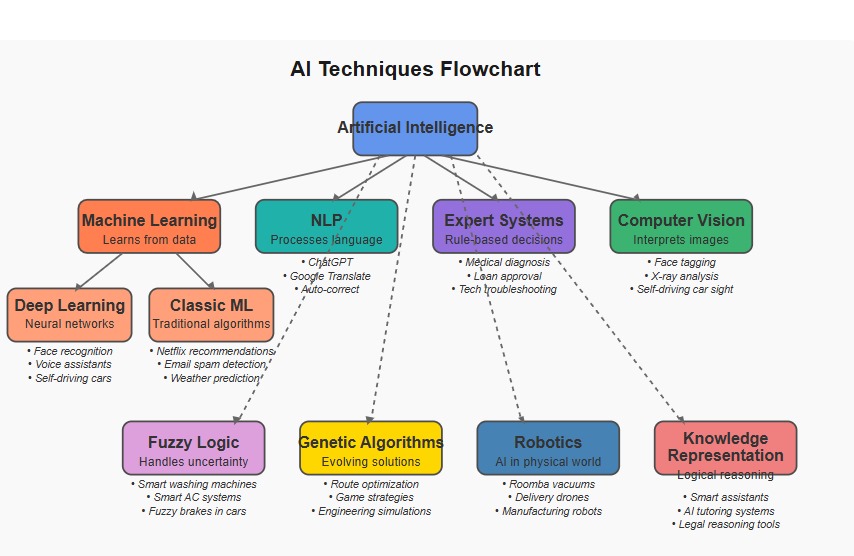 AI Techniques Flowchart
Artificial Intelligence
Machine Learning
Learns from data
NLP
Processes language
Expert Systems
Rule-based decisions
Computer Vision
Interprets images
• ChatGPT
• Google Translate
• Auto-correct
• Medical diagnosis
• Loan approval
• Tech troubleshooting
• Face tagging
• X-ray analysis
• Self-driving car sight
Deep Learning
Neural networks
Classic ML
Traditional algorithms
• Face recognition
• Voice assistants
• Self-driving cars
• Netflix recommendations
• Email spam detection
• Weather prediction
Fuzzy Logic
Handles uncertainty
Genetic Algorithms
Evolving solutions
Robotics
AI in physical world
Knowledge
Representation
Logical reasoning
• Smart washing machines
• Smart AC systems
• Fuzzy brakes in cars
• Route optimization
• Game strategies
• Engineering simulations
• Roomba vacuums
• Delivery drones
• Manufacturing robots
• Smart assistants
• AI tutoring systems
• Legal reasoning tools